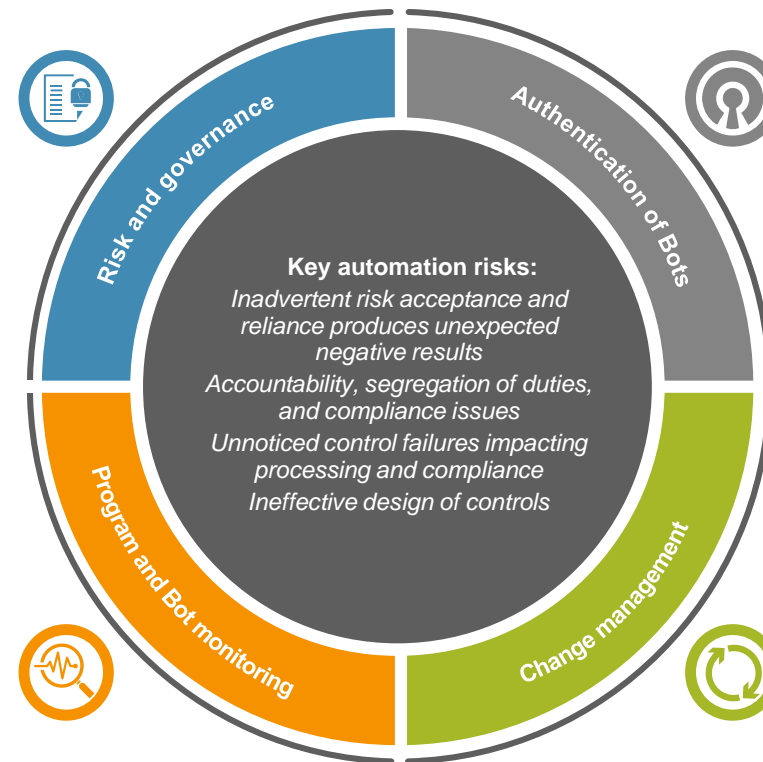 Risk and governance
Authentication of Bots
Key automation risks:
Inadvertent risk acceptance and
reliance produces unexpected
negative results
Accountability, segregation of duties,
and compliance issues
Unnoticed control failures impacting
processing and compliance
Ineffective design of controls
Program and Bot monitoring
Change management